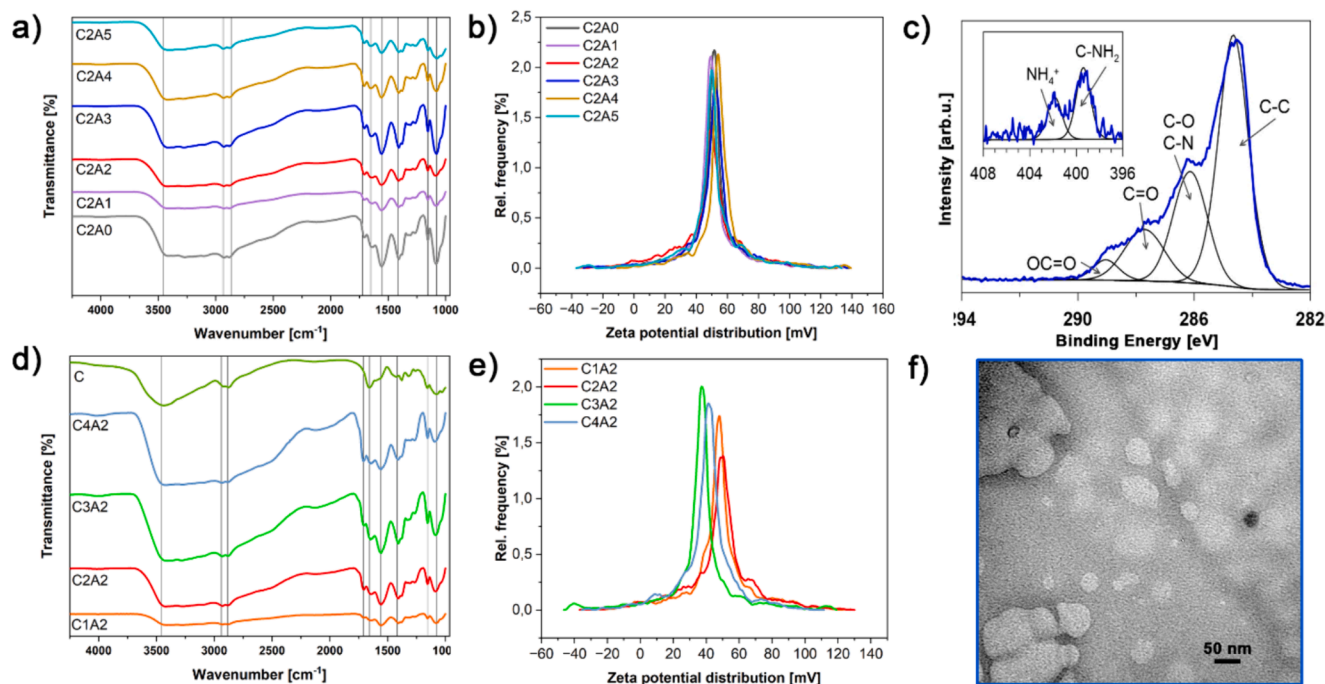 a)
C2A5
C2A4
C2A3
C2A2
C2A1
C2A0
Transmittance [%]
4000 3500 3000 2500 2000 1500 1000
Wavenumber [cm⁻¹]
b)
C2A0
C2A1
C2A2
C2A3
C2A4
C2A5
Rel. frequency [%]
2,5
2,0
1,5
1,0
0,5
0,0
−60 −40 −20 0 20 40 60 80 100 120 140 160
Zeta potential distribution [mV]
c)
NH₄⁺
C-NH₂
408 404 400 396
C-O
C-N
C-C
C=O
OC=O
Intensity [arb.u.]
294 290 286 282
Binding Energy [eV]
d)
C
C4A2
C3A2
C2A2
C1A2
Transmittance [%]
4000 3500 3000 2500 2000 1500 1000
Wavenumber [cm⁻¹]
e)
C1A2
C2A2
C3A2
C4A2
Rel. frequency [%]
2.0
1.5
1.0
0.5
0.0
−60 −40 −20 0 20 40 60 80 100 120 140
Zeta potential distribution [mV]
f)
50 nm